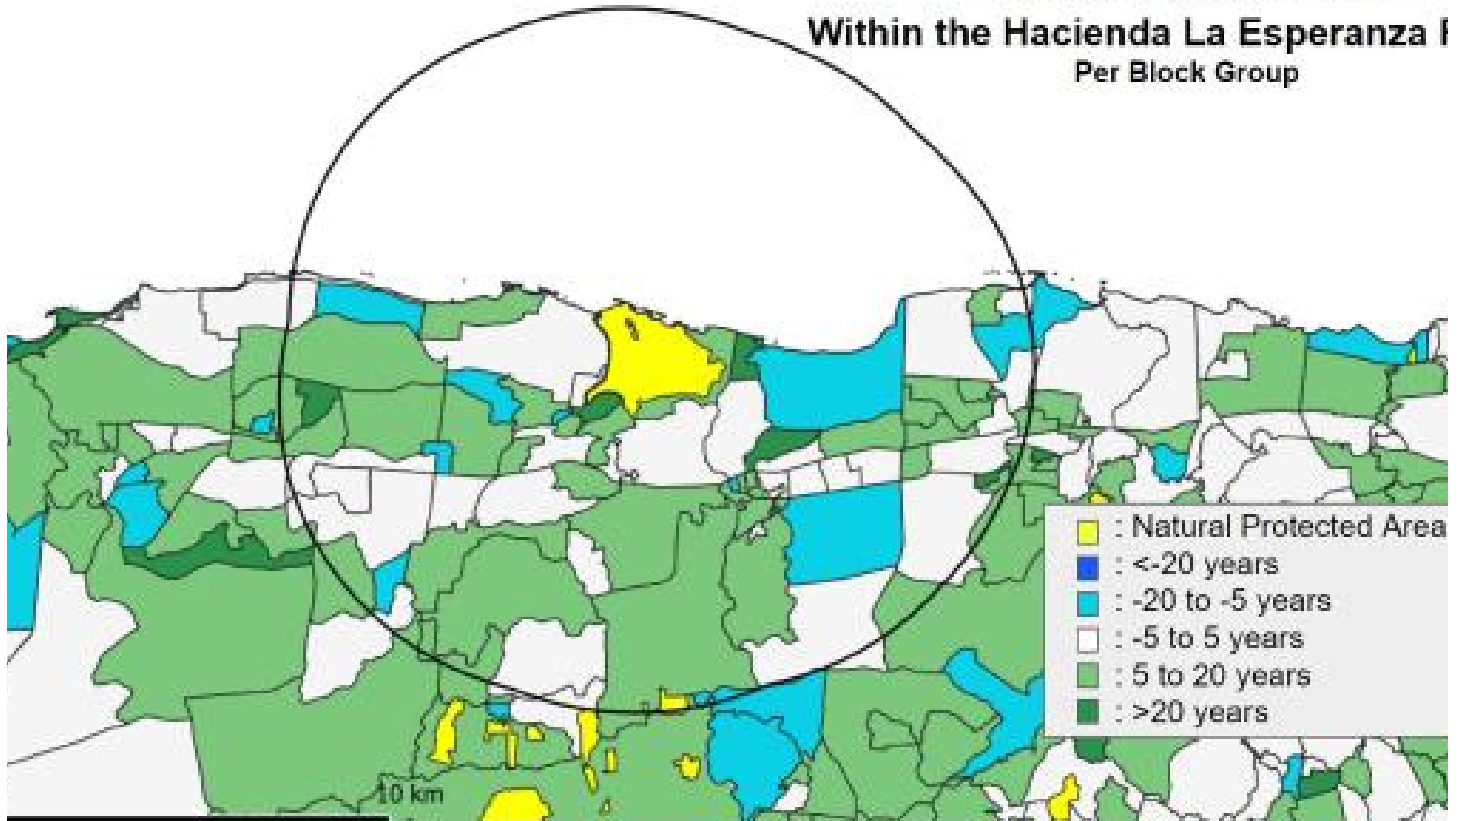 Within the Hacienda La Esperanza
Per Block Group
: Natural Protected Area
: <-20 years
: -20 to -5 years
: -5 to 5 years
: 5 to 20 years
: >20 years
10 km